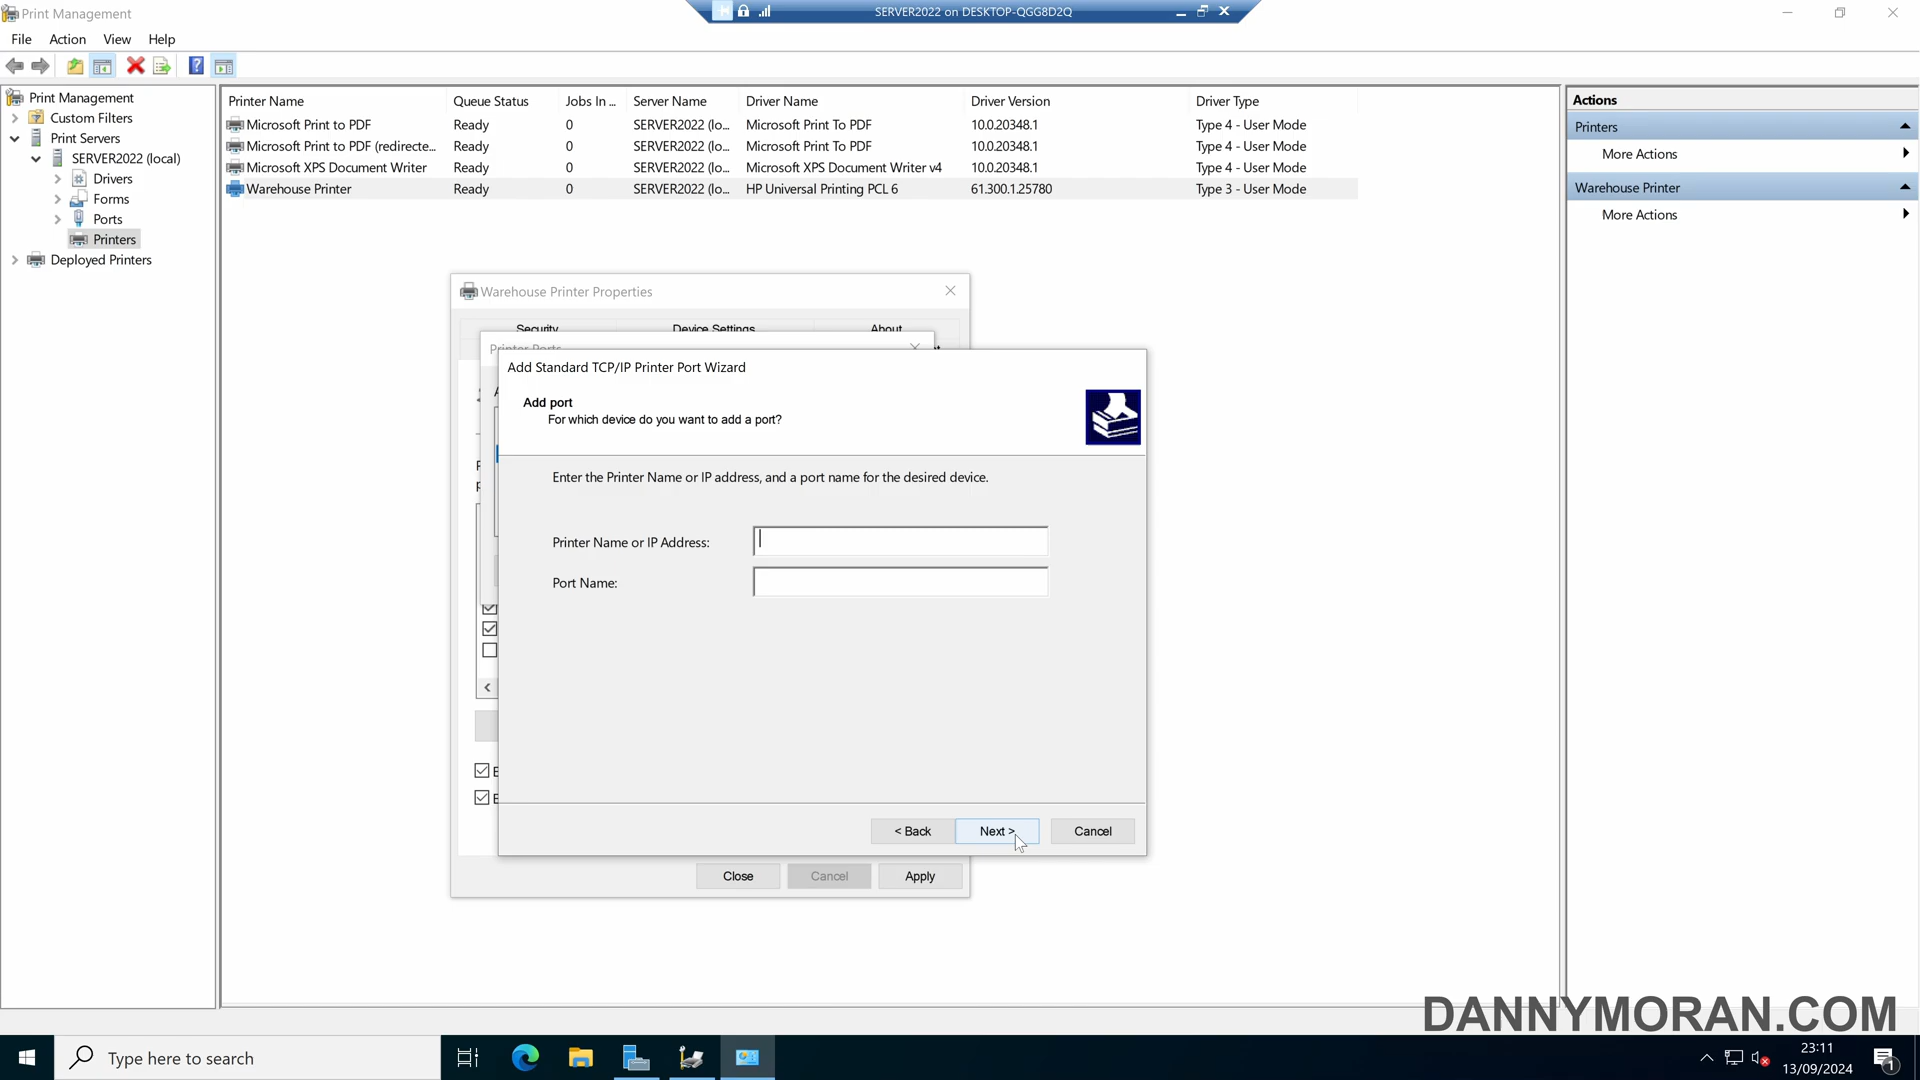 Print Management
SERVER2022 on DESKTOP-QGG8D2Q
File Action View Help
Print Management
Custom Filters
Print Servers
SERVER2022 (local)
Drivers
Forms
Ports
Printers
Deployed Printers
Printer Name Queue Status Jobs In ... Server Name Driver Name Driver Version Driver Type
Microsoft Print to PDF Ready 0 SERVER2022 (lo... Microsoft Print To PDF 10.0.20348.1 Type 4 - User Mode
Microsoft Print to PDF (redirecte... Ready 0 SERVER2022 (lo... Microsoft Print To PDF 10.0.20348.1 Type 4 - User Mode
Microsoft XPS Document Writer Ready 0 SERVER2022 (lo... Microsoft XPS Document Writer v4 10.0.20348.1 Type 4 - User Mode
Warehouse Printer Ready 0 SERVER2022 (lo... HP Universal Printing PCL 6 61.300.1.25780 Type 3 - User Mode
Actions
Printers
More Actions
Warehouse Printer
More Actions
Warehouse Printer Properties
Security Device Settings About
Printer Ports
Add Standard TCP/IP Printer Port Wizard
Add port
For which device do you want to add a port?
Enter the Printer Name or IP address, and a port name for the desired device.
Printer Name or IP Address:
Port Name:
< Back Next > Cancel
Close Cancel Apply
DANNYMORAN.COM
Type here to search
23:11
13/09/2024
1